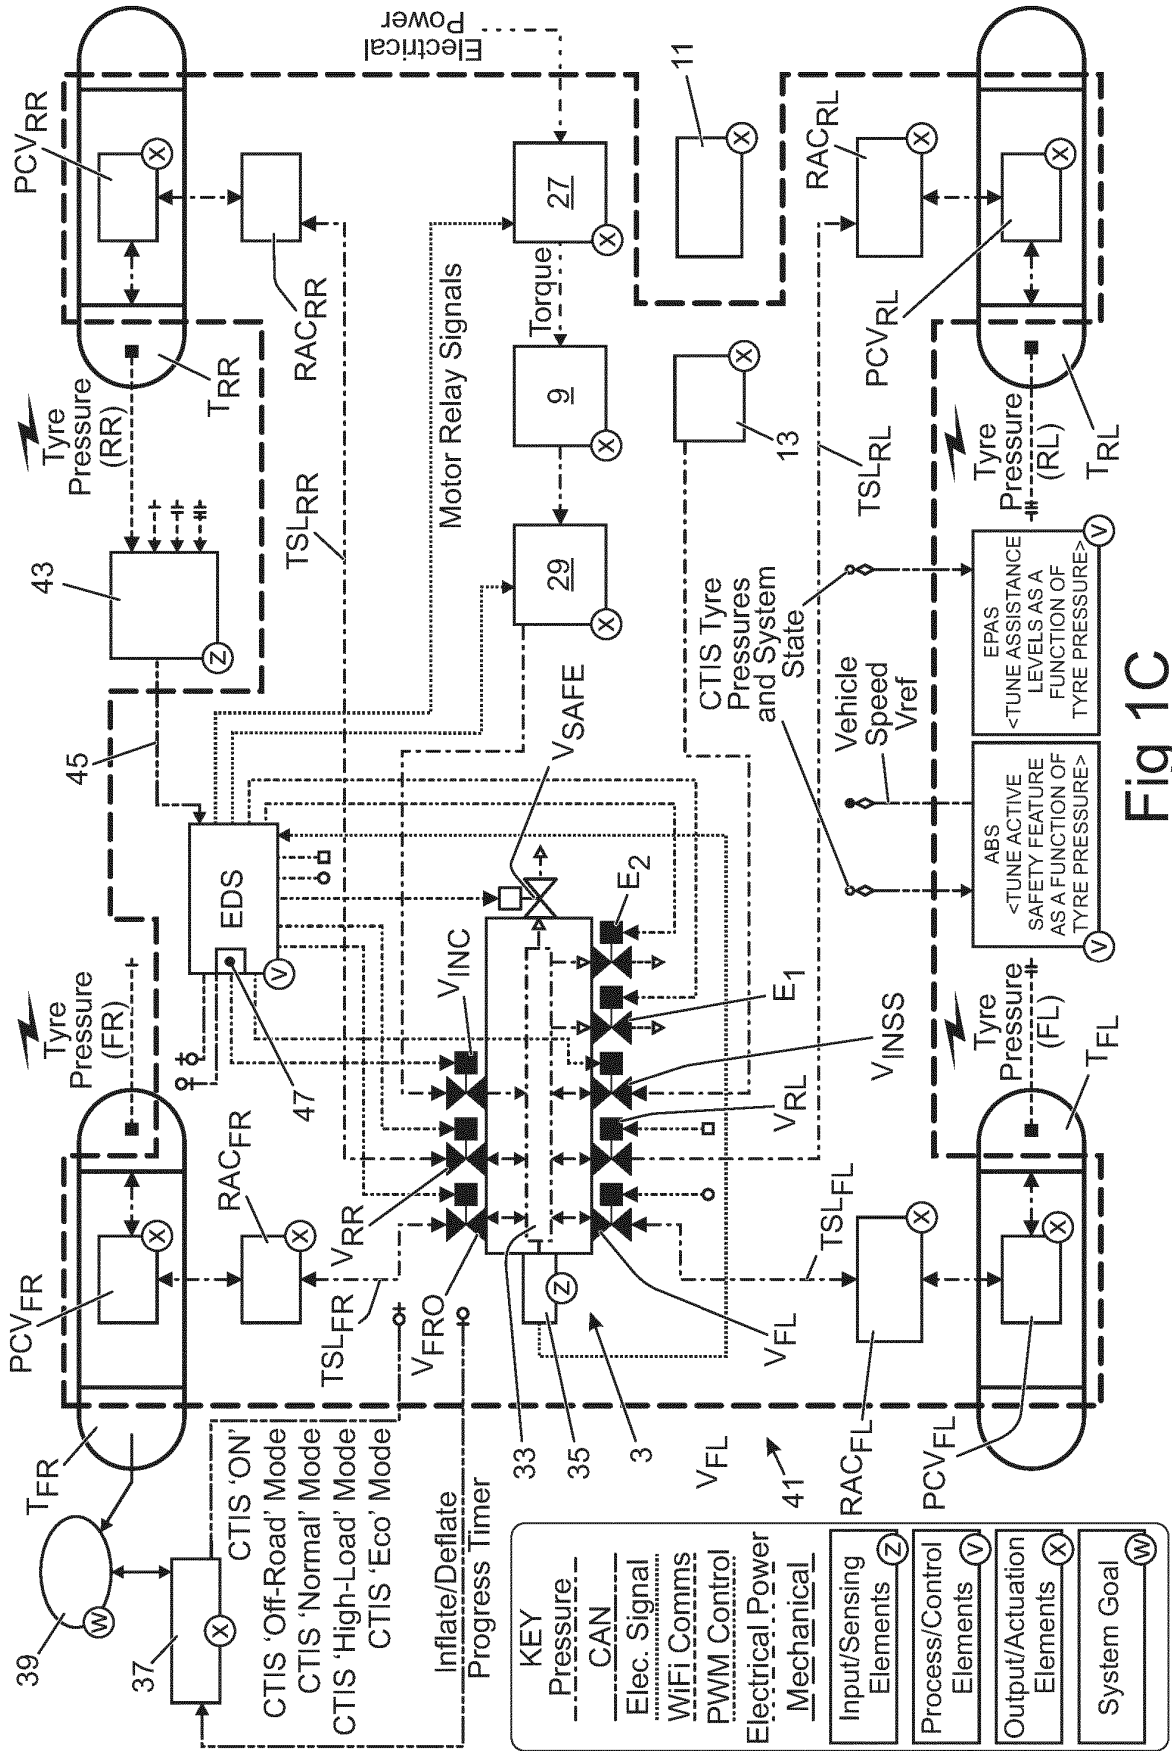 39
W
37
X
T_FR
CTIS 'ON'
CTIS 'Off-Road' Mode
CTIS 'Normal' Mode
CTIS 'High-Load' Mode
CTIS 'Eco' Mode
Inflate/Deflate
Progress Timer
PCV_FR
X
RAC_FR
X
TSL_FR
Tyre
Pressure
(FR)
45
43
Z
Tyre
Pressure
(RR)
T_RR
PCV_RR
X
RAC_RR
TSL_RR
EDS
V
47
Motor Relay Signals
Electrical
Power
27
X
Torque
9
X
29
X
11
X
13
X
V_SAFE
V_INC
V_RR
V_FRO
E_2
E_1
V_INSS
V_RL
V_FL
33
35
Z
3
V_FL
41
TSL_FL
RAC_FL
X
PCV_FL
X
T_FL
Tyre
Pressure
(FL)
CTIS Tyre
Pressures
and System
State
Vehicle
Speed
Vref
TSL_RL
RAC_RL
X
PCV_RL
X
T_RL
Tyre
Pressure
(RL)
ABS
<TUNE ACTIVE
SAFETY FEATURE
AS A FUNCTION OF
TYRE PRESSURE>
V
EPAS
<TUNE ASSISTANCE
LEVELS AS A
FUNCTION OF
TYRE PRESSURE>
V
KEY
Pressure
CAN
Elec. Signal
WiFi Comms
PWM Control
Electrical Power
Mechanical
Input/Sensing
Elements
Z
Process/Control
Elements
V
Output/Actuation
Elements
X
System Goal
W
Fig 1C